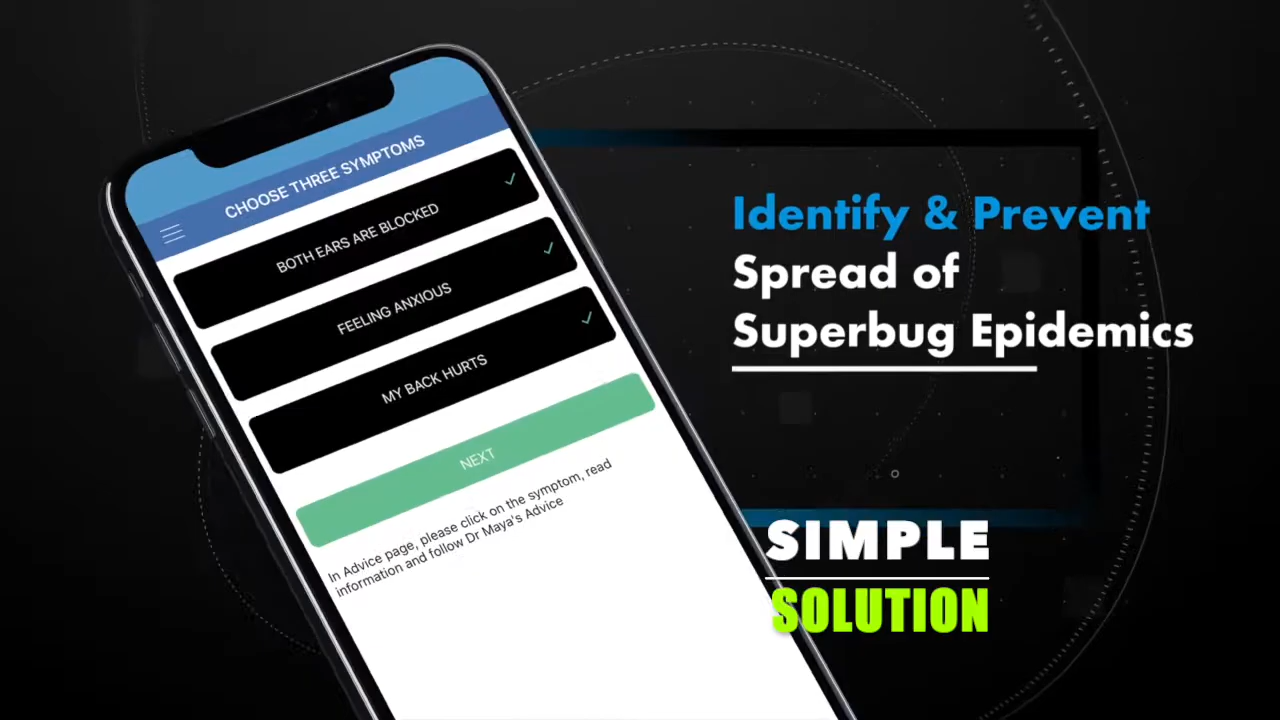 CHOOSE THREE SYMPTOMS
BOTH EARS ARE BLOCKED
FEELING ANXIOUS
MY BACK HURTS
NEXT
In Advice page, please click on the symptom, read
information and follow Dr Maya's Advice
Identify & Prevent
Spread of
Superbug Epidemics
SIMPLE
SOLUTION